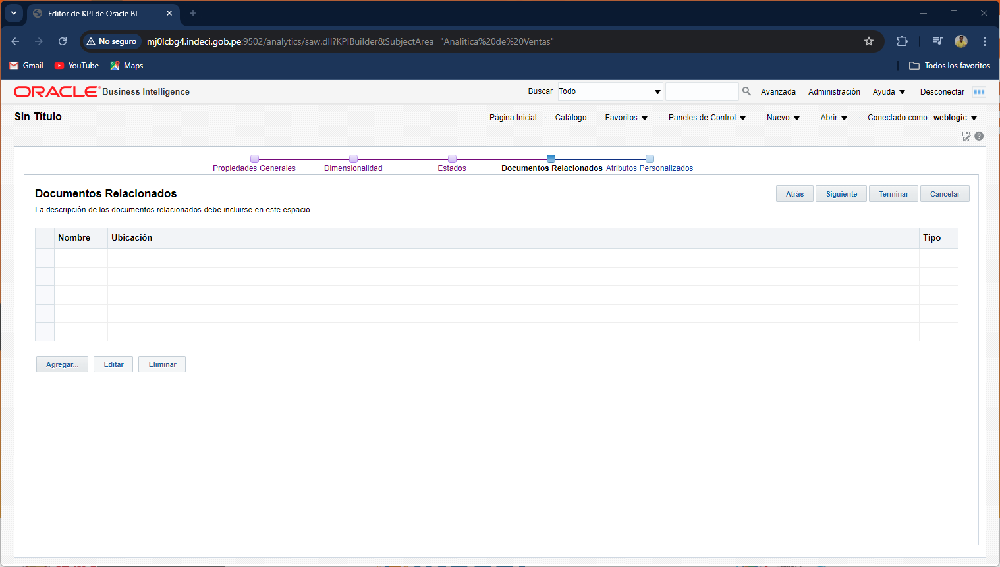 Editor de KPI de Oracle BI
No seguro mj0lcbg4.indeci.gob.pe:9502/analytics/saw.dll?KPIBuilder&SubjectArea="Analitica%20de%20Ventas"
Gmail YouTube Maps Todos los favoritos
ORACLE Business Intelligence Buscar Todo Avanzada Administración Ayuda Desconectar
Sin Título Página Inicial Catálogo Favoritos Paneles de Control Nuevo Abrir Conectado como weblogic
Propiedades Generales Dimensionalidad Estados Documentos Relacionados Atributos Personalizados
Documentos Relacionados Atrás Siguiente Terminar Cancelar
La descripción de los documentos relacionados debe incluirse en este espacio.
Nombre Ubicación Tipo
Agregar... Editar Eliminar